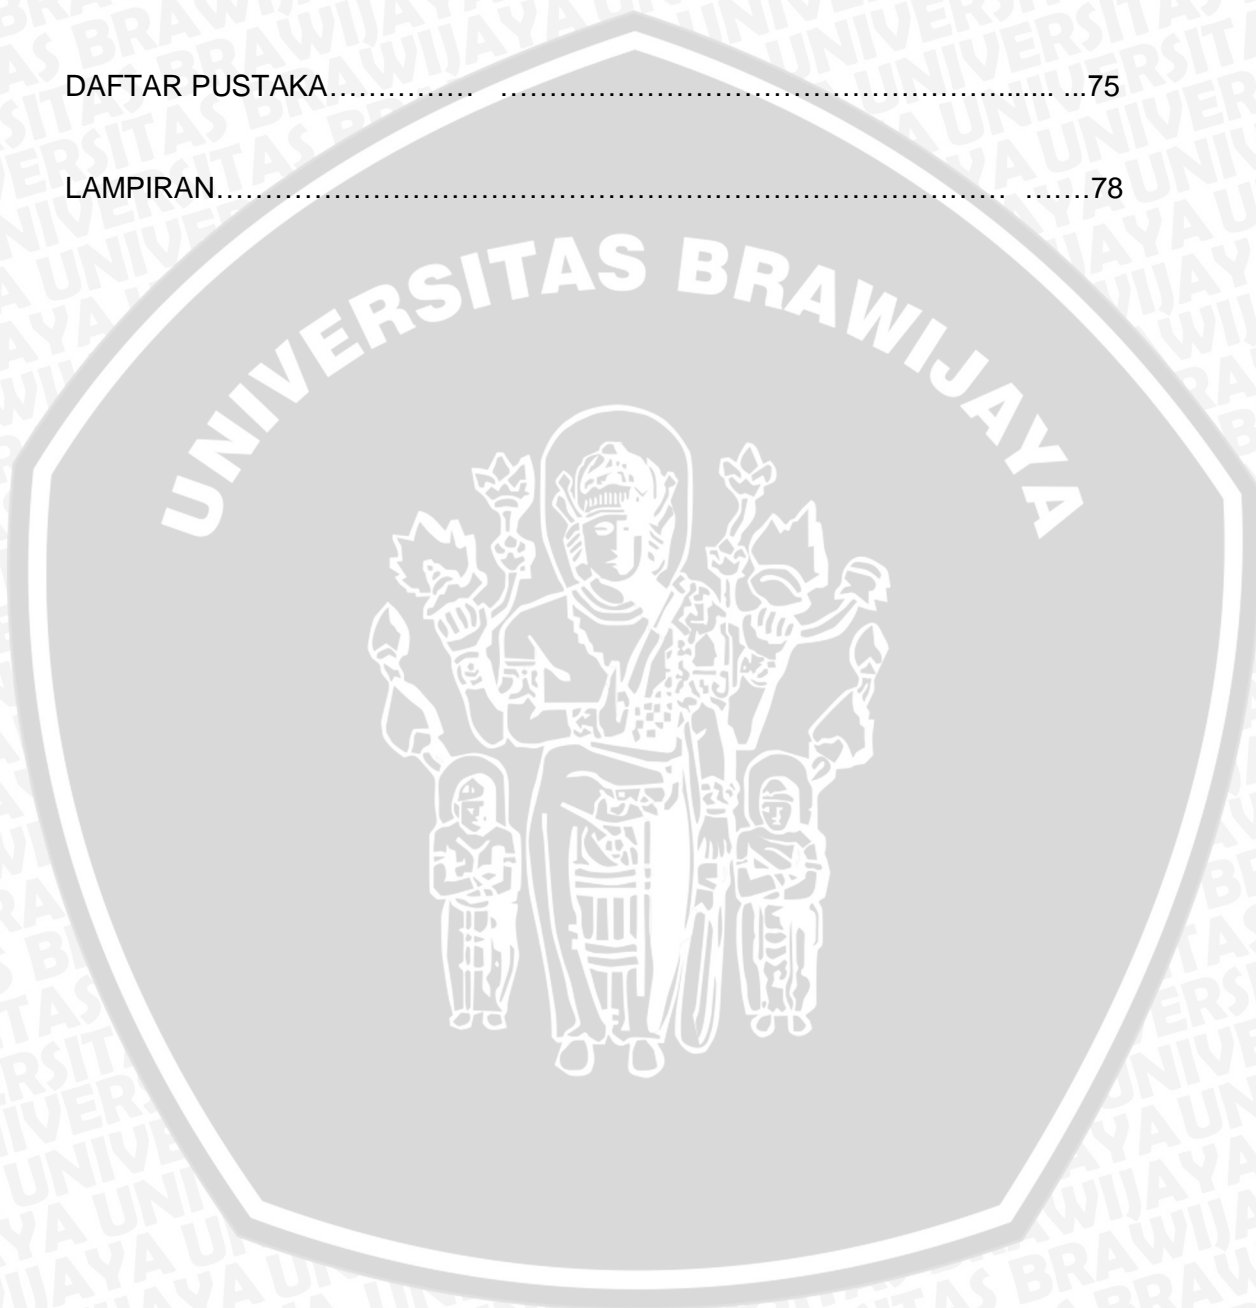 DAFTAR PUSTAKA…………… ……………………………………………....... ...75
LAMPIRAN…………………………………………………………………… …….78
UNIVERSITAS BRAWIJAYA